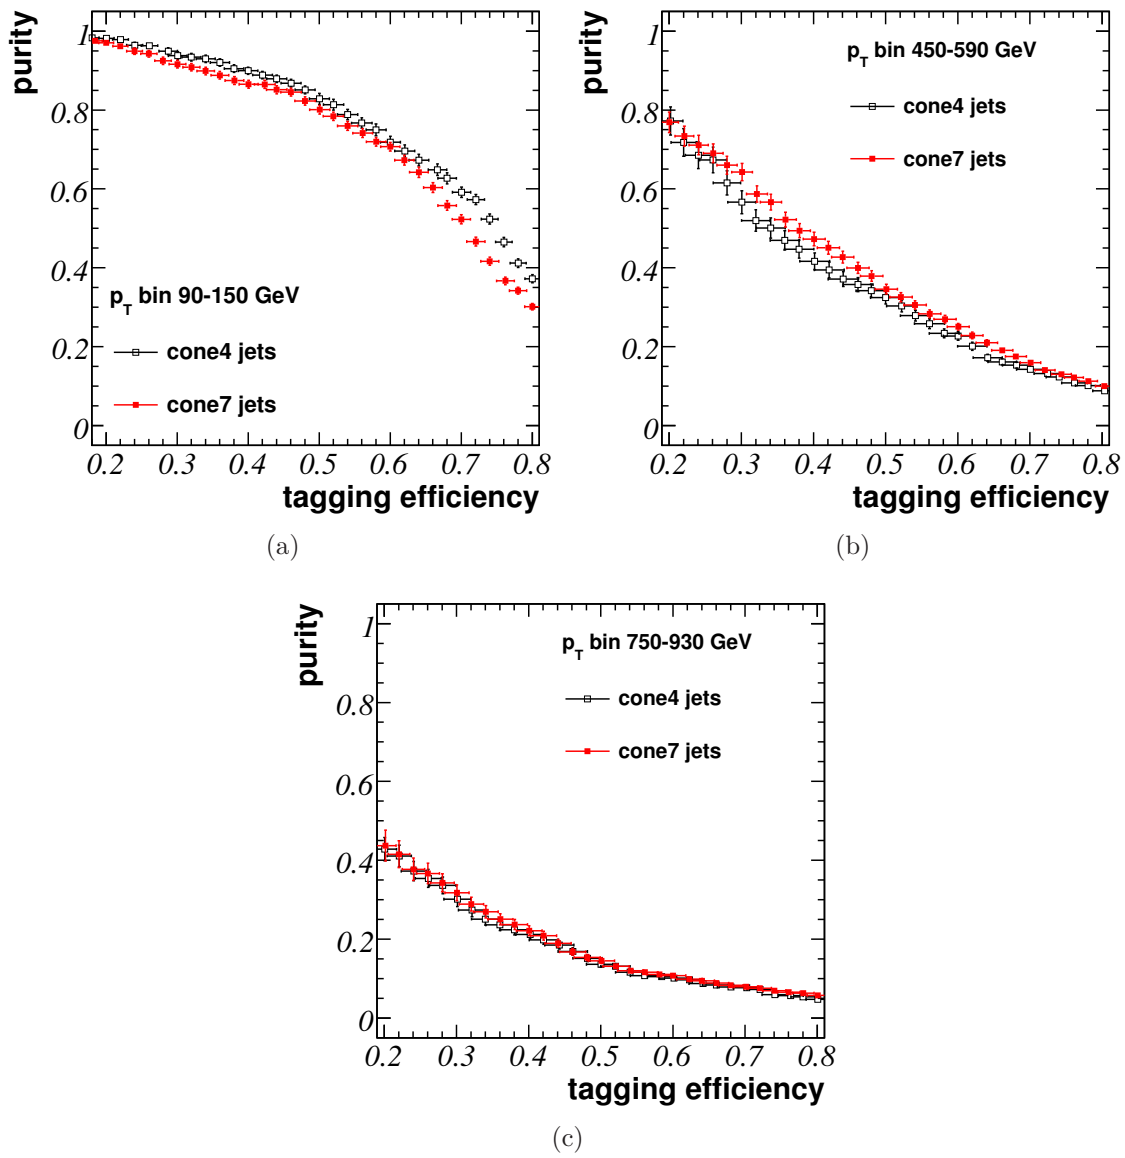 purity
1
0.8
0.6
0.4
0.2
0
p_T bin 90-150 GeV
cone4 jets
cone7 jets
0.2 0.3 0.4 0.5 0.6 0.7 0.8
tagging efficiency
(a)
purity
1
0.8
0.6
0.4
0.2
0
p_T bin 450-590 GeV
cone4 jets
cone7 jets
0.2 0.3 0.4 0.5 0.6 0.7 0.8
tagging efficiency
(b)
purity
1
0.8
0.6
0.4
0.2
0
p_T bin 750-930 GeV
cone4 jets
cone7 jets
0.2 0.3 0.4 0.5 0.6 0.7 0.8
tagging efficiency
(c)